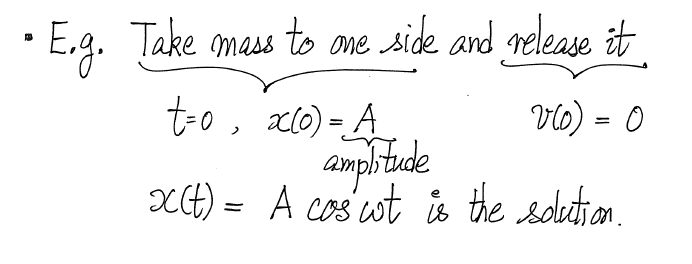 • E.g. Take mass to one side and release it
t=0 , x(0) = A v(0) = 0
amplitude
x(t) = A cos ωt is the solution.